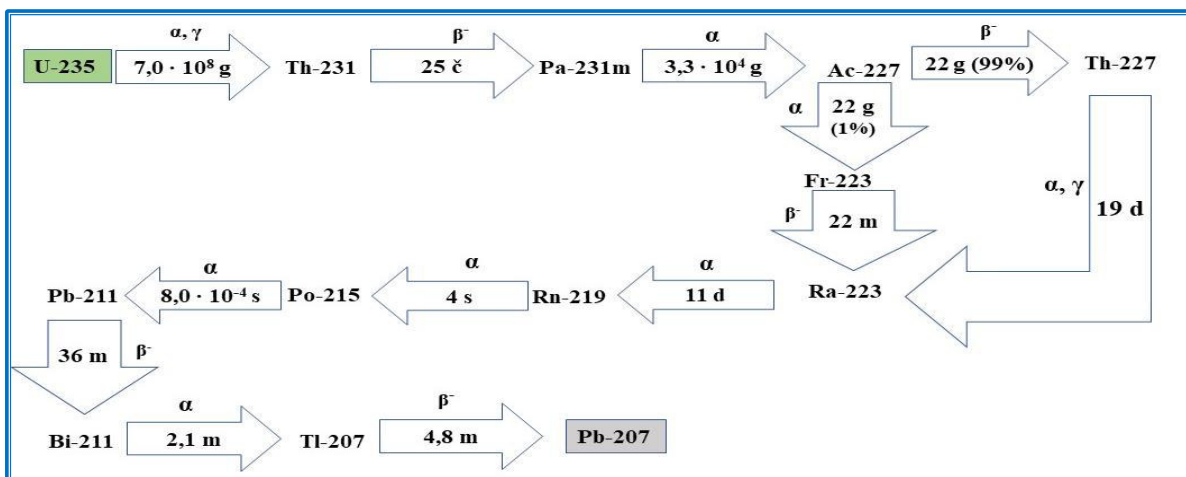 α, γ
β⁻
α
β⁻
U-235
7,0 · 10⁸ g
Th-231
25 č
Pa-231m
3,3 · 10⁴ g
Ac-227
22 g (99%)
Th-227
α
22 g
(1%)
Fr-223
α, γ
19 d
β⁻
22 m
α
α
α
Pb-211
8,0 · 10⁻⁴ s
Po-215
4 s
Rn-219
11 d
Ra-223
36 m
β⁻
α
β⁻
Bi-211
2,1 m
Tl-207
4,8 m
Pb-207